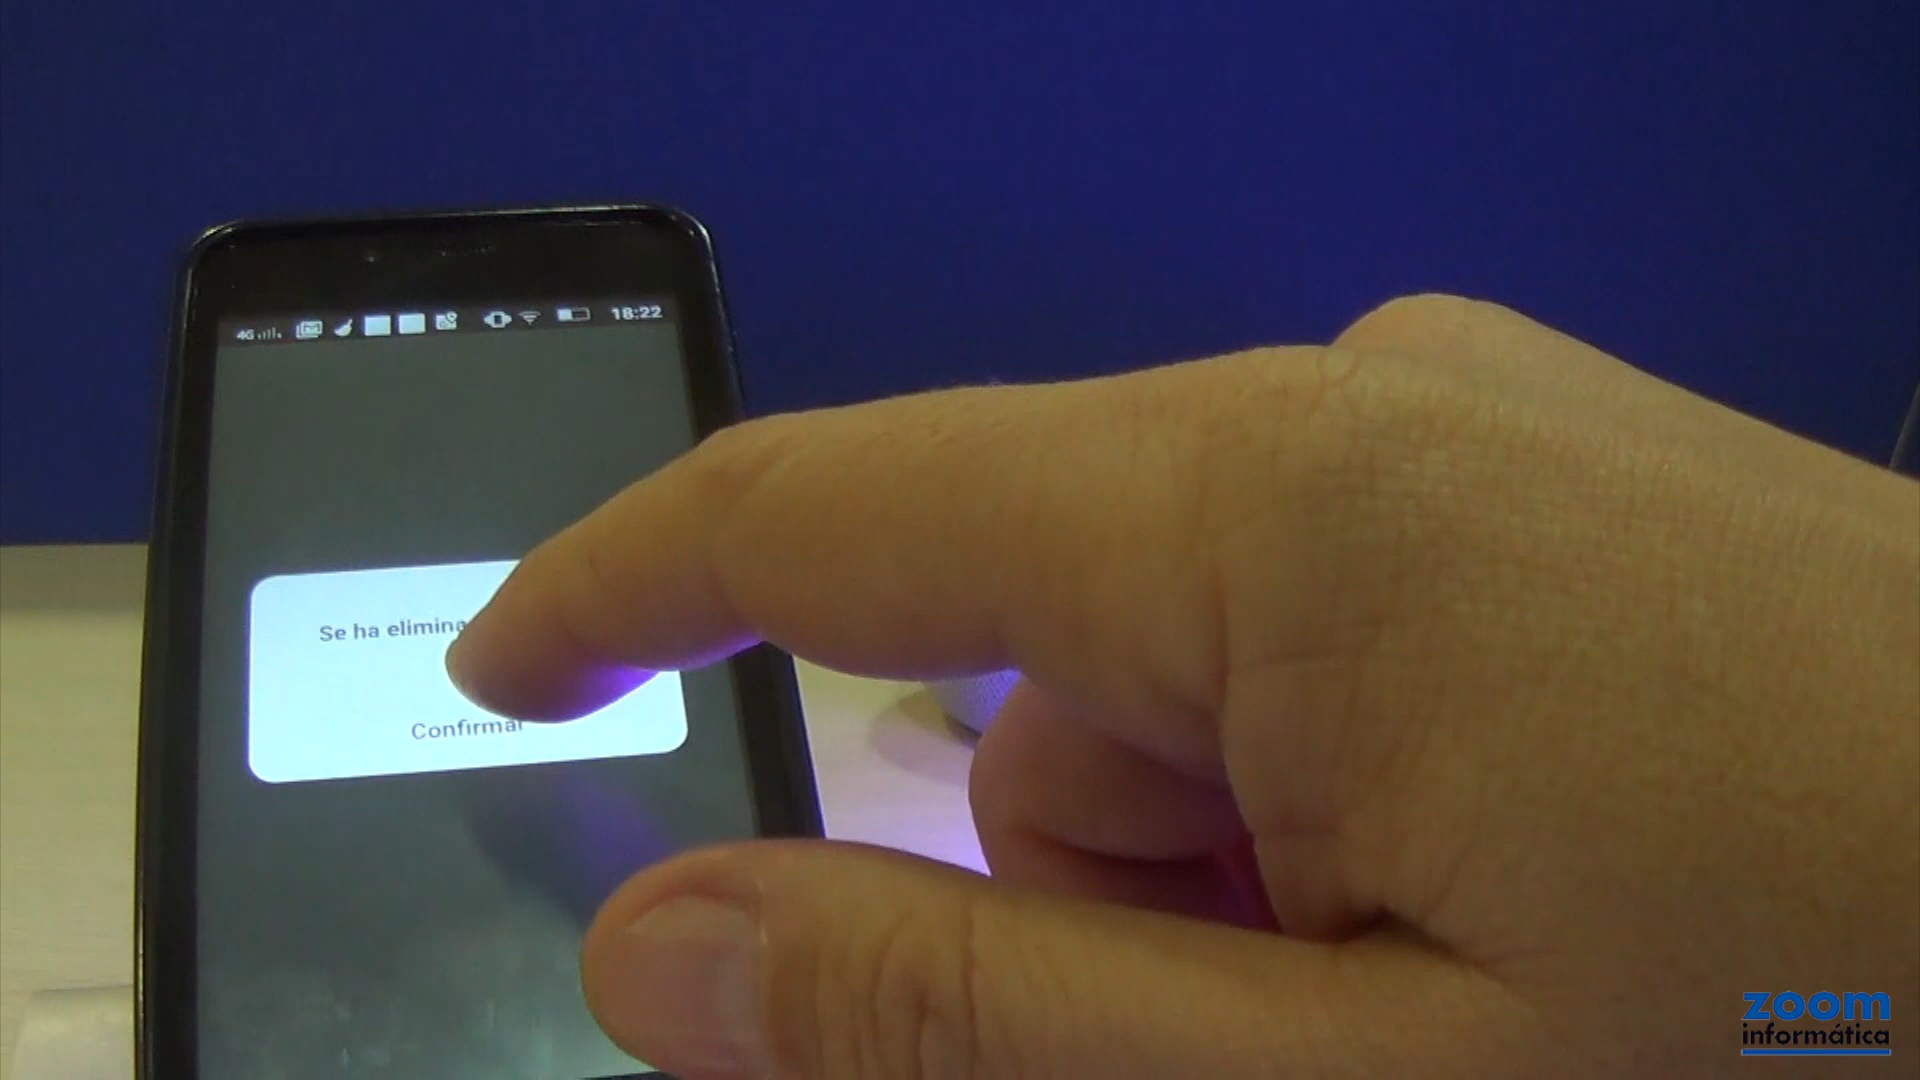 4G 18:22
Se ha elimina
Confirmar
zoom
informática